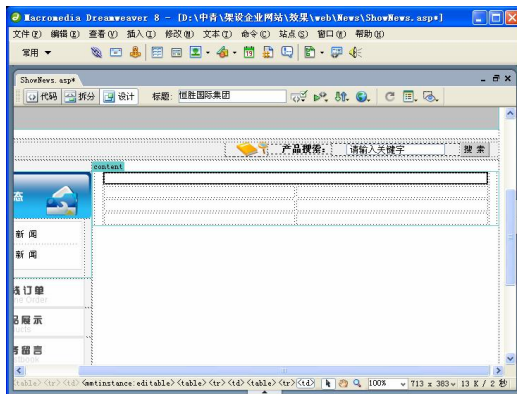 Macromedia Dreamweaver 8 - [D:\中青\架设企业网站\效果\web\News\ShowNews.asp*]
文件(F) 编辑(E) 查看(V) 插入(I) 修改(M) 文本(T) 命令(C) 站点(S) 窗口(W) 帮助(H)
常用
ShowNews.asp*
代码 拆分 设计 标题: 恒胜国际集团
产品搜索: 请输入关键字 搜索
content
态
新闻
新闻
线订单
品展示
者留言
<table> <tr> <td> <mmtinstance:editable> <table> <tr> <td> <table> <tr> <td> 100% 713 x 383 13 K / 2 秒